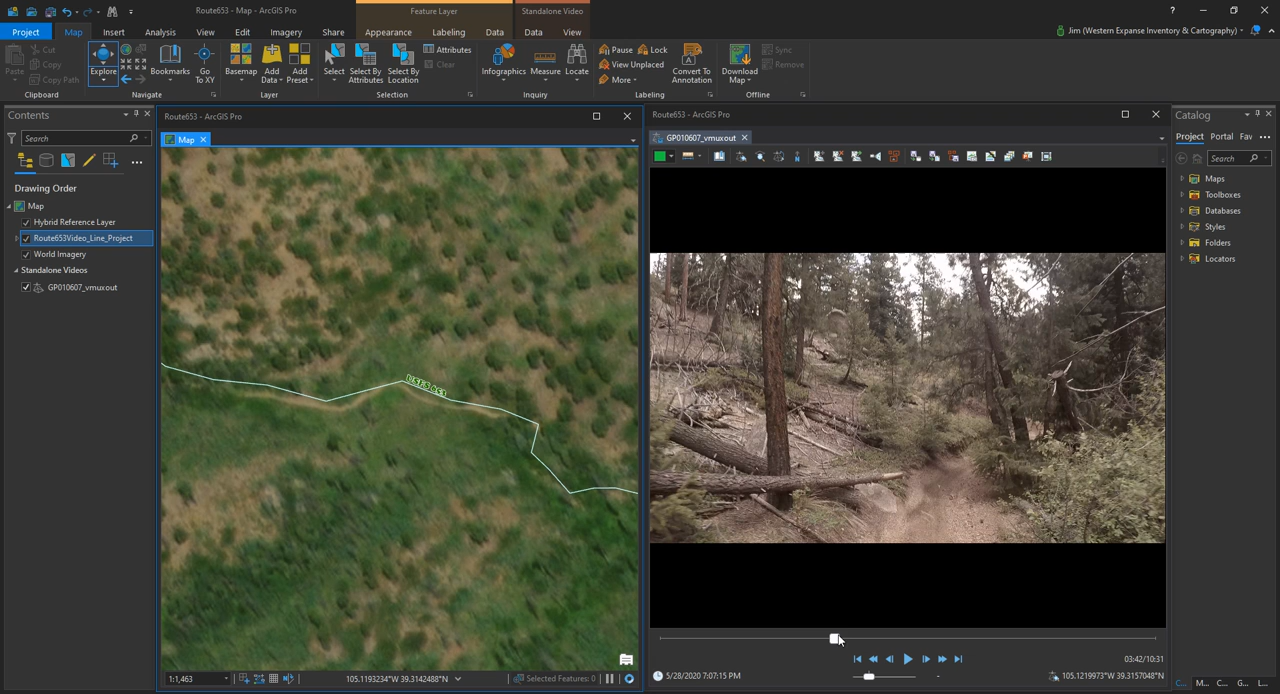 Route653 - Map - ArcGIS Pro
Feature Layer
Standalone Video
?
Project
Map
Insert
Analysis
View
Edit
Imagery
Share
Appearance
Labeling
Data
Data
View
Jim (Western Expanse Inventory & Cartography)
Paste
Cut
Copy
Copy Path
Clipboard
Explore
Bookmarks
Go
To XY
Navigate
Basemap
Add
Data
Add
Preset
Layer
Select
Select By
Attributes
Select By
Location
Attributes
Clear
Selection
Infographics
Measure
Locate
Inquiry
Pause
Lock
View Unplaced
More
Convert To
Annotation
Labeling
Download
Map
Sync
Remove
Offline
Contents
Search
Drawing Order
Map
Hybrid Reference Layer
Route653Video_Line_Project
World Imagery
Standalone Videos
GP010607_vmuxout
Route653 - ArcGIS Pro
Map
USFS 653
1:1,463
105.1193234°W 39.3142488°N
Selected Features: 0
Route653 - ArcGIS Pro
GP010607_vmuxout
03:42/10:31
5/28/2020 7:07:15 PM
-
105.1219973°W 39.3157048°N
Catalog
Project
Portal
Fav
Search
Maps
Toolboxes
Databases
Styles
Folders
Locators
C...
M...
C...
G...
L...